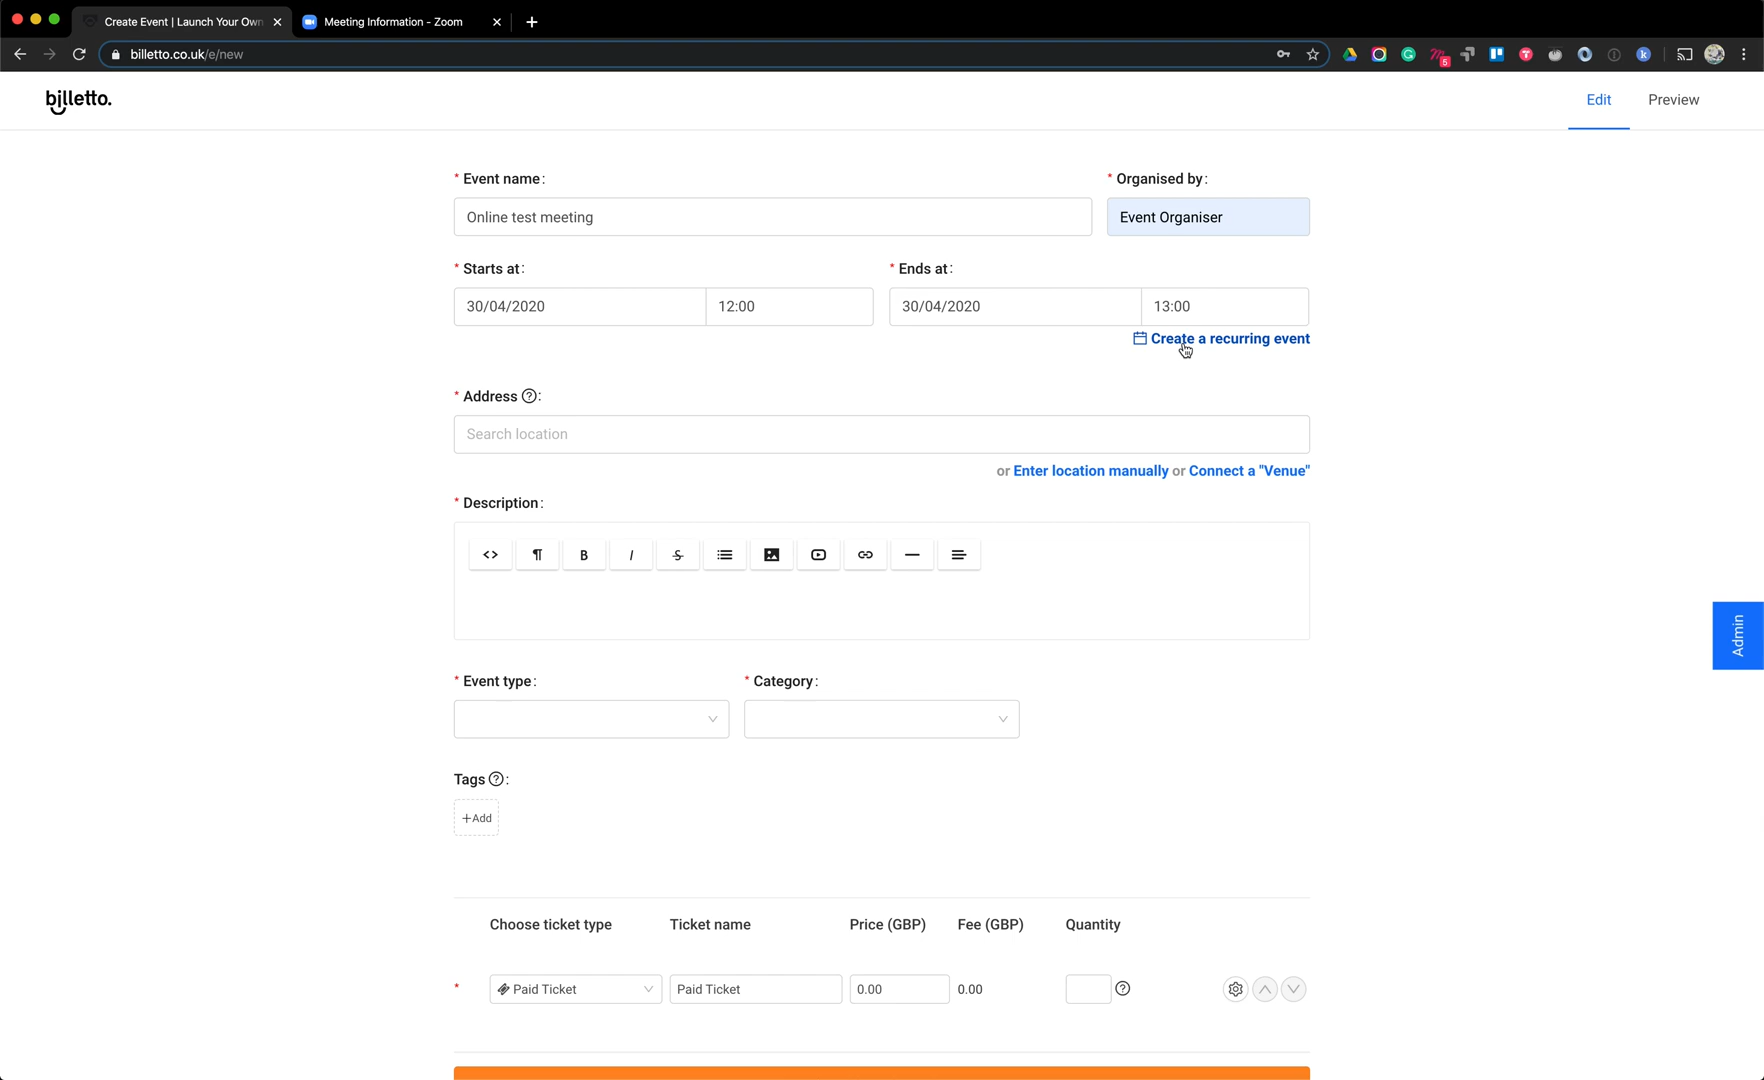 Create Event | Launch Your Own
Meeting Information - Zoom
billetto.co.uk/e/new
5
k
billetto.
Edit
Preview
* Event name:
* Organised by:
Online test meeting
Event Organiser
* Starts at:
* Ends at:
30/04/2020
12:00
30/04/2020
13:00
Create a recurring event
* Address ?:
Search location
or Enter location manually or Connect a "Venue"
* Description:
<> ¶ B I S
Admin
* Event type:
* Category:
Tags ?:
+Add
Choose ticket type
Ticket name
Price (GBP)
Fee (GBP)
Quantity
*
Paid Ticket
Paid Ticket
0.00
0.00
?